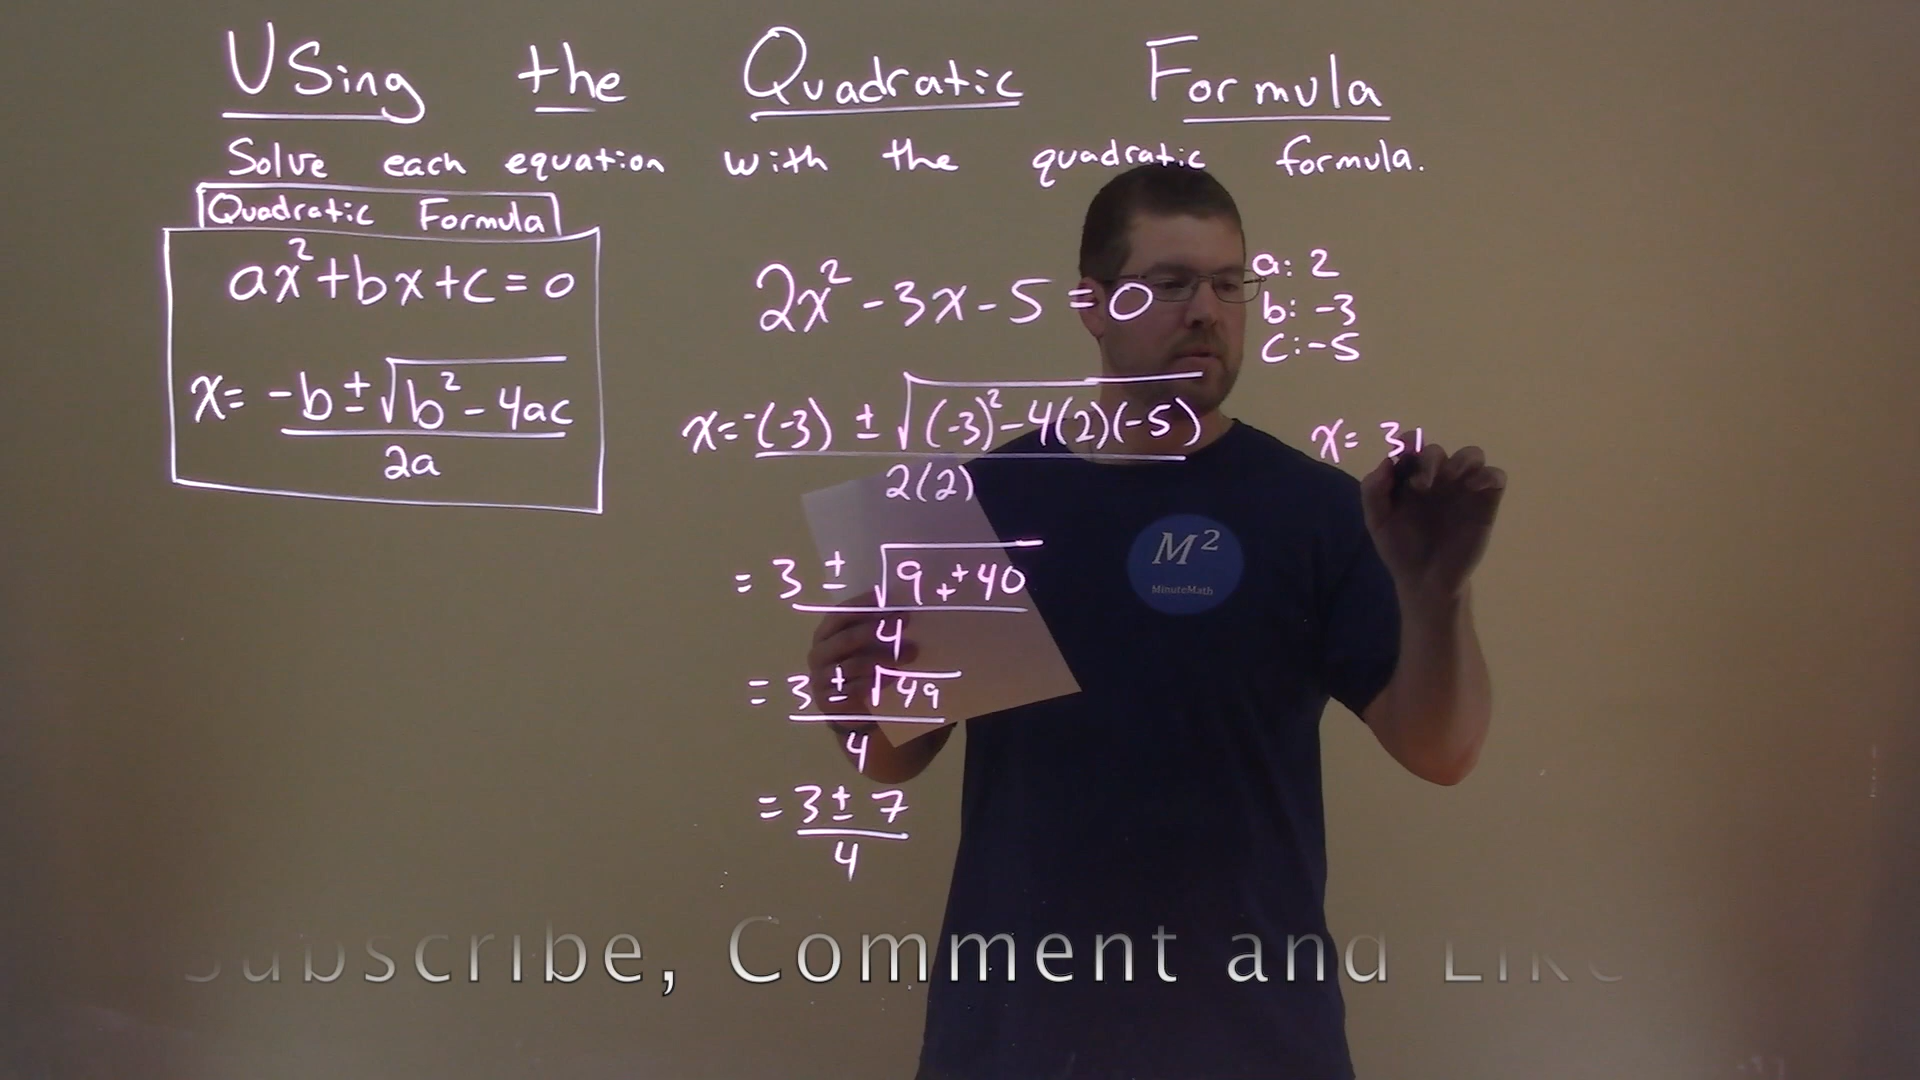 Using the Quadratic Formula
Solve each equation with the quadratic formula.
Quadratic Formula
ax²+bx+c=0
x= -b±√b²-4ac
2a
2x²-3x-5=0
a: 2
b: -3
c: -5
x= -(-3) ± √(-3)²-4(2)(-5)
2(2)
x= 3
= 3 ± √9++40
4
= 3 ± √49
4
= 3 ± 7
4
M²
MinuteMath
Subscribe, Comment and Like